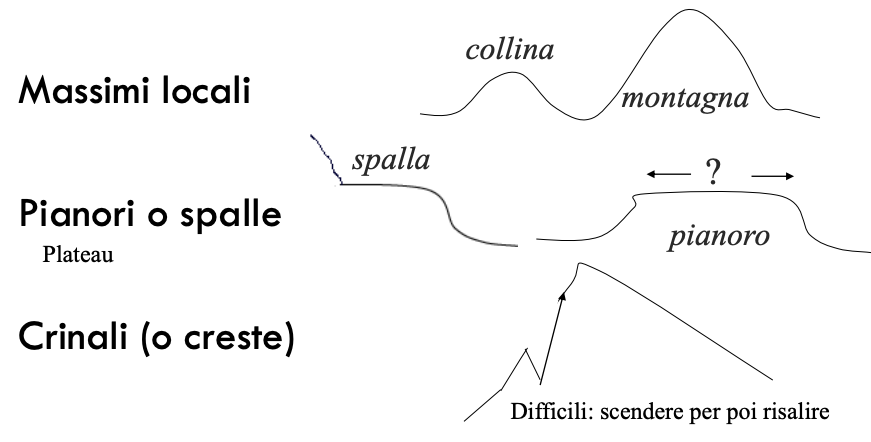 collina
Massimi locali
montagna
spalla
?
Pianori o spalle
pianoro
Plateau
Crinali (o creste)
Difficili: scendere per poi risalire